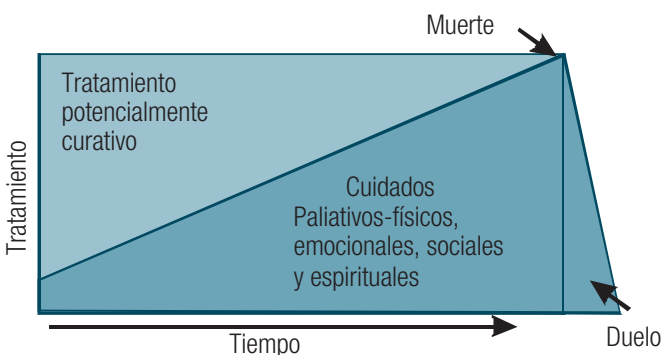 Muerte
Tratamiento
potencialmente
curativo
Tratamiento
Cuidados
Paliativos-físicos,
emocionales, sociales
y espirituales
Tiempo
Duelo